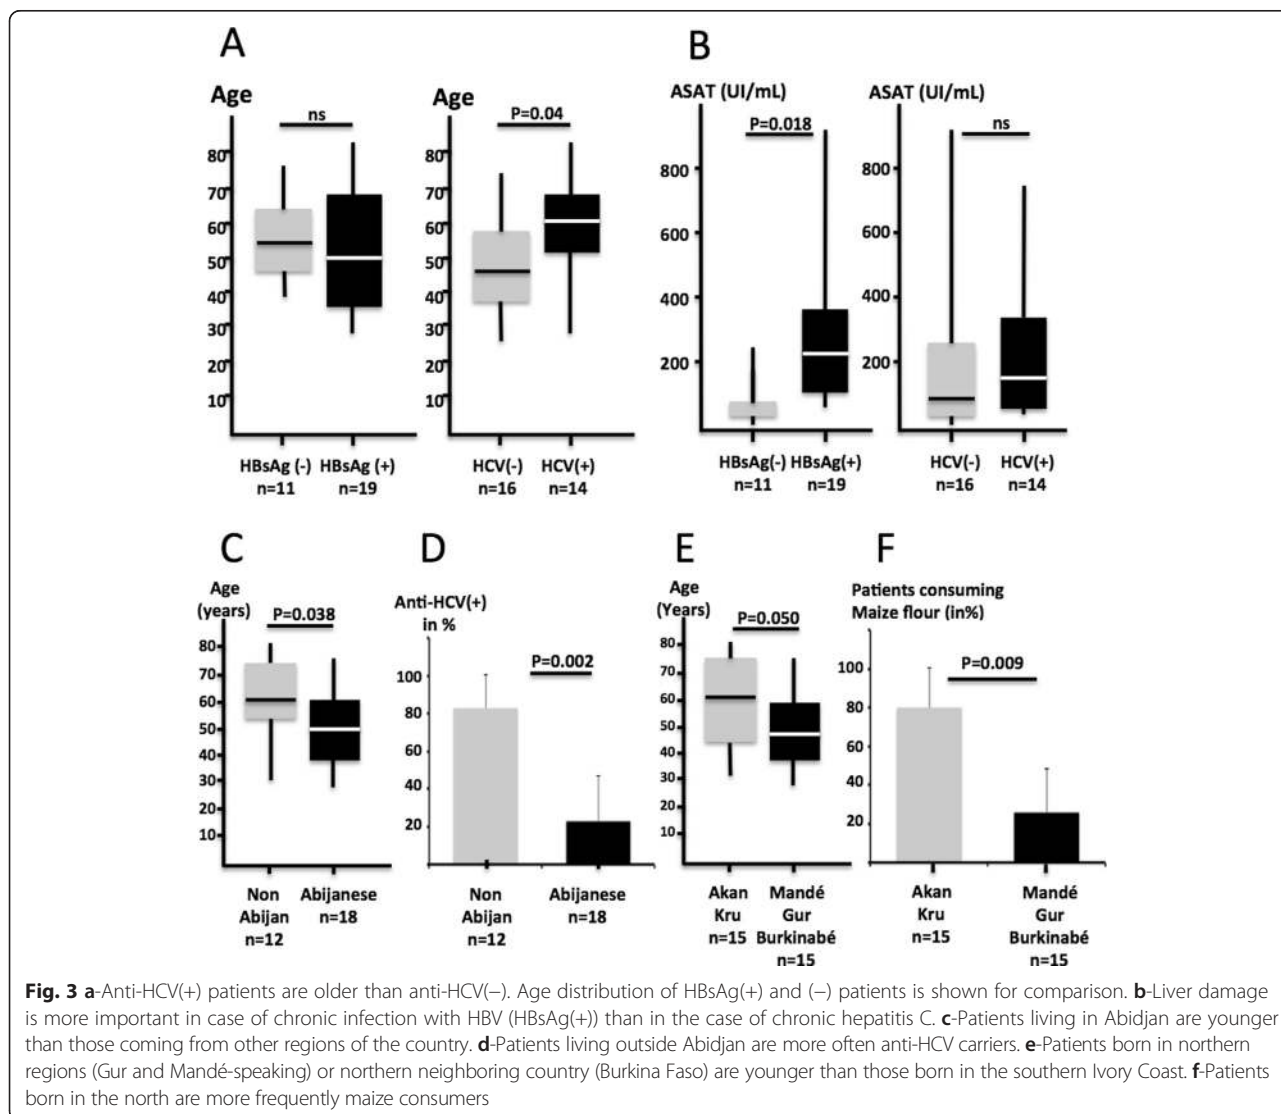 A
B
Age
ns
80
70
60
50
40
30
20
10
HBsAg (-)
n=11
HBsAg (+)
n=19
Age
P=0.04
80
70
60
50
40
30
20
10
HCV(-)
n=16
HCV(+)
n=14
ASAT (UI/mL)
P=0.018
800
600
400
200
HBsAg(-)
n=11
HBsAg(+)
n=19
ASAT (UI/mL)
ns
800
600
400
200
HCV(-)
n=16
HCV(+)
n=14
C
Age
(years)
P=0.038
80
70
60
50
40
30
20
10
Non
Abijan
n=12
Abijanese
n=18
D
Anti-HCV(+)
in %
P=0.002
100
80
60
40
20
Non
Abijan
n=12
Abijanese
n=18
E
Age
(Years)
P=0.050
80
70
60
50
40
30
20
10
Akan
Kru
n=15
Mandé
Gur
Burkinabé
n=15
F
Patients consuming
Maize flour (in%)
P=0.009
100
80
60
40
20
Akan
Kru
n=15
Mandé
Gur
Burkinabé
n=15
Fig. 3 a-Anti-HCV(+) patients are older than anti-HCV(−). Age distribution of HBsAg(+) and (−) patients is shown for comparison. b-Liver damage
is more important in case of chronic infection with HBV (HBsAg(+)) than in the case of chronic hepatitis C. c-Patients living in Abidjan are younger
than those coming from other regions of the country. d-Patients living outside Abidjan are more often anti-HCV carriers. e-Patients born in northern
regions (Gur and Mandé-speaking) or northern neighboring country (Burkina Faso) are younger than those born in the southern Ivory Coast. f-Patients
born in the north are more frequently maize consumers